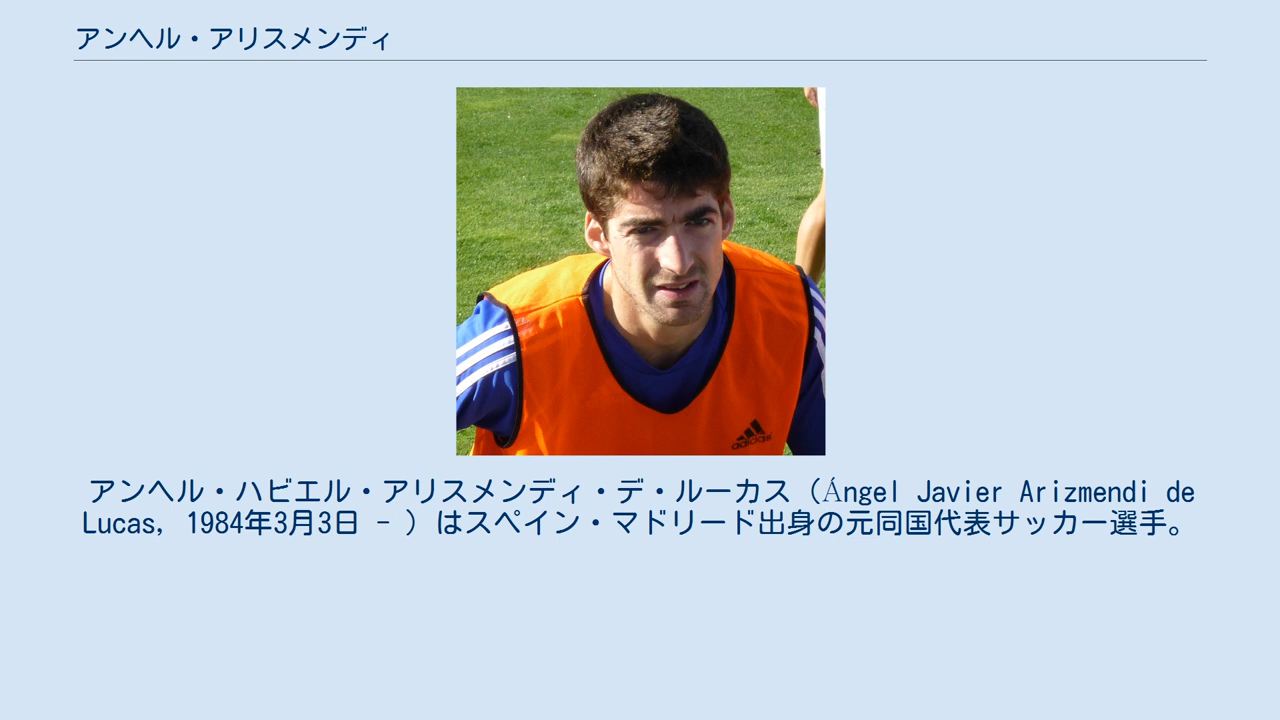 アンヘル・アリスメンディ
adidas
アンヘル・ハビエル・アリスメンディ・デ・ルーカス（Ángel Javier Arizmendi de
Lucas, 1984年3月3日 - ）はスペイン・マドリード出身の元同国代表サッカー選手。